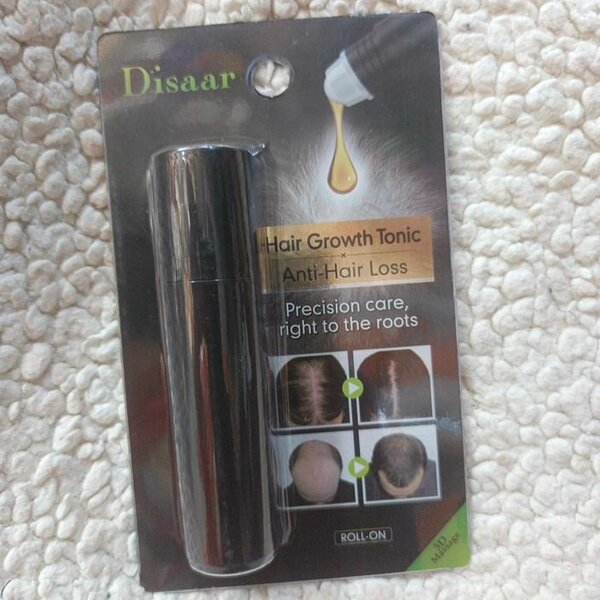 Disaar
Hair Growth Tonic
Anti-Hair Loss
Precision care,
right to the roots
ROLL-ON
3D
Massage